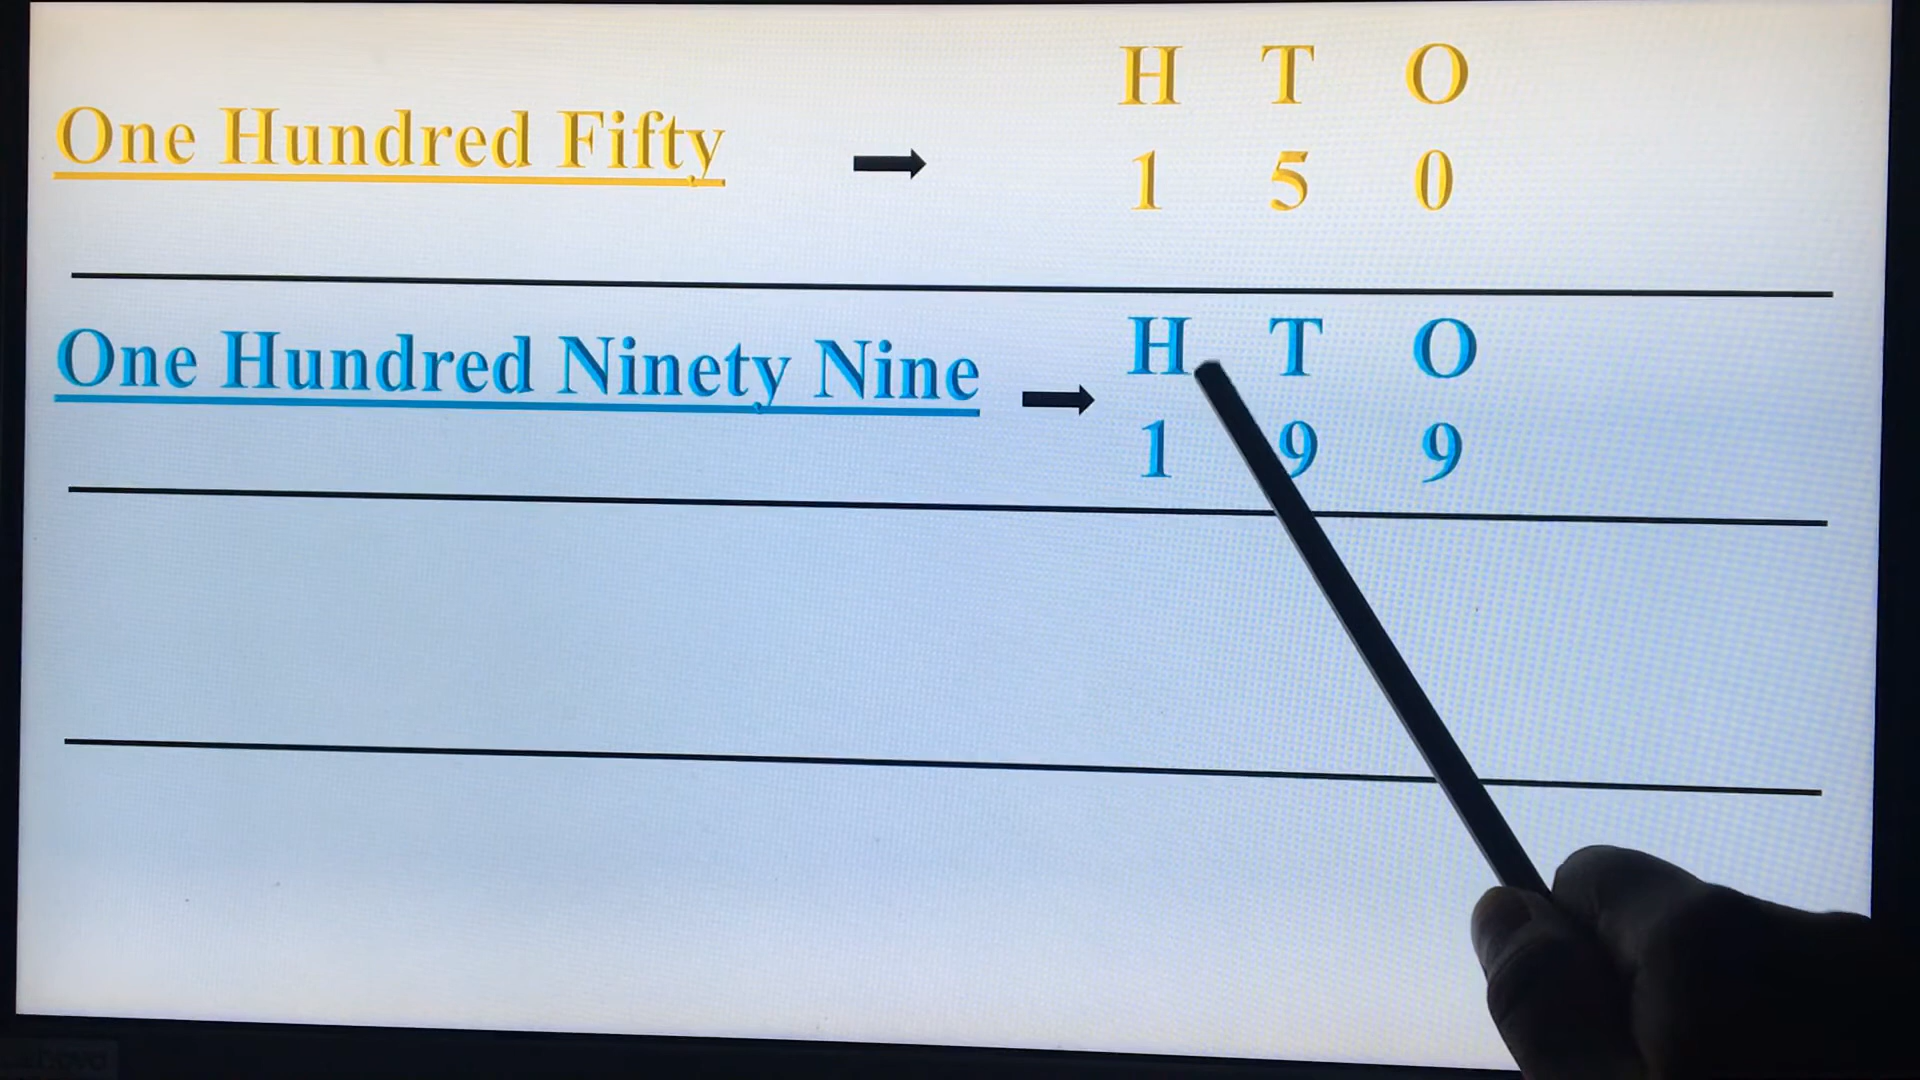 H T O
One Hundred Fifty → 1 5 0
H T O
One Hundred Ninety Nine → 1 9 9